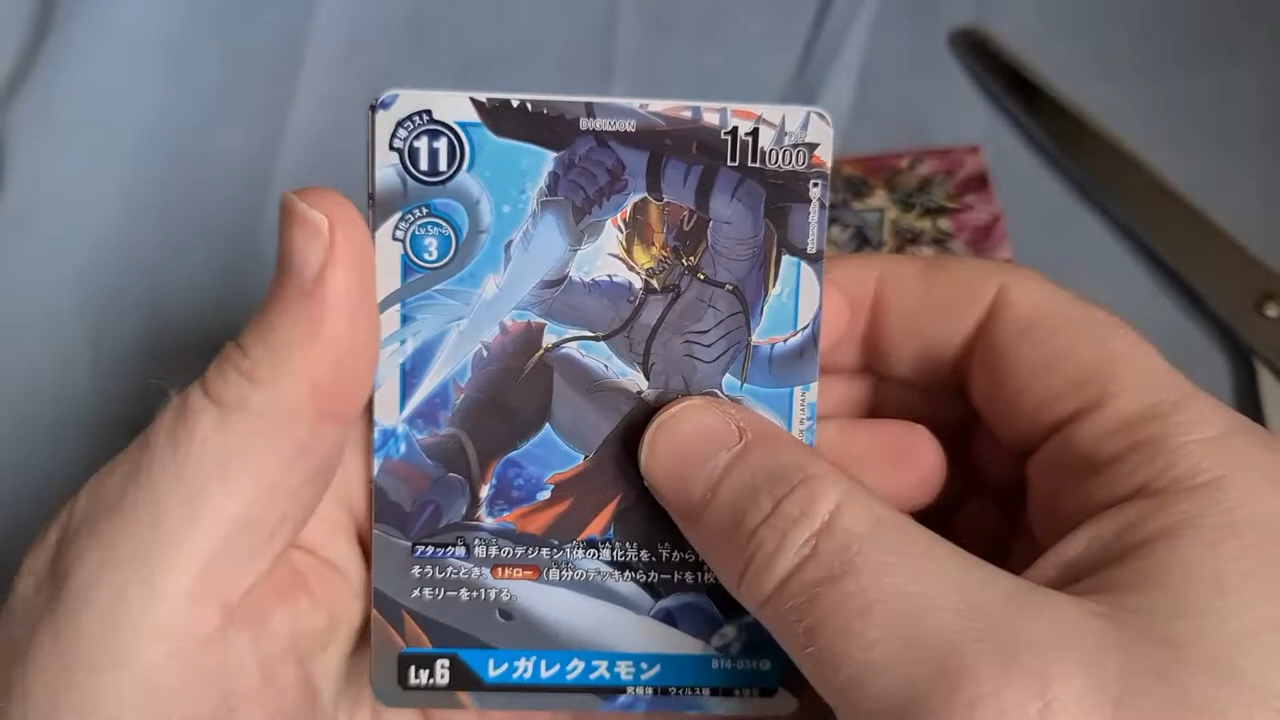 登場コスト
11
DIGIMON
DP
11000
進化コスト
Lv.5から
3
MADE IN JAPAN
アタック時 相手のデジモン1体の進化元を、下から
そうしたとき、1ドロー(自分のデッキからカードを1枚
メモリーを+1する。
Lv.6
レガレクスモン
BT4-034 C
究極体 | ウィルス種